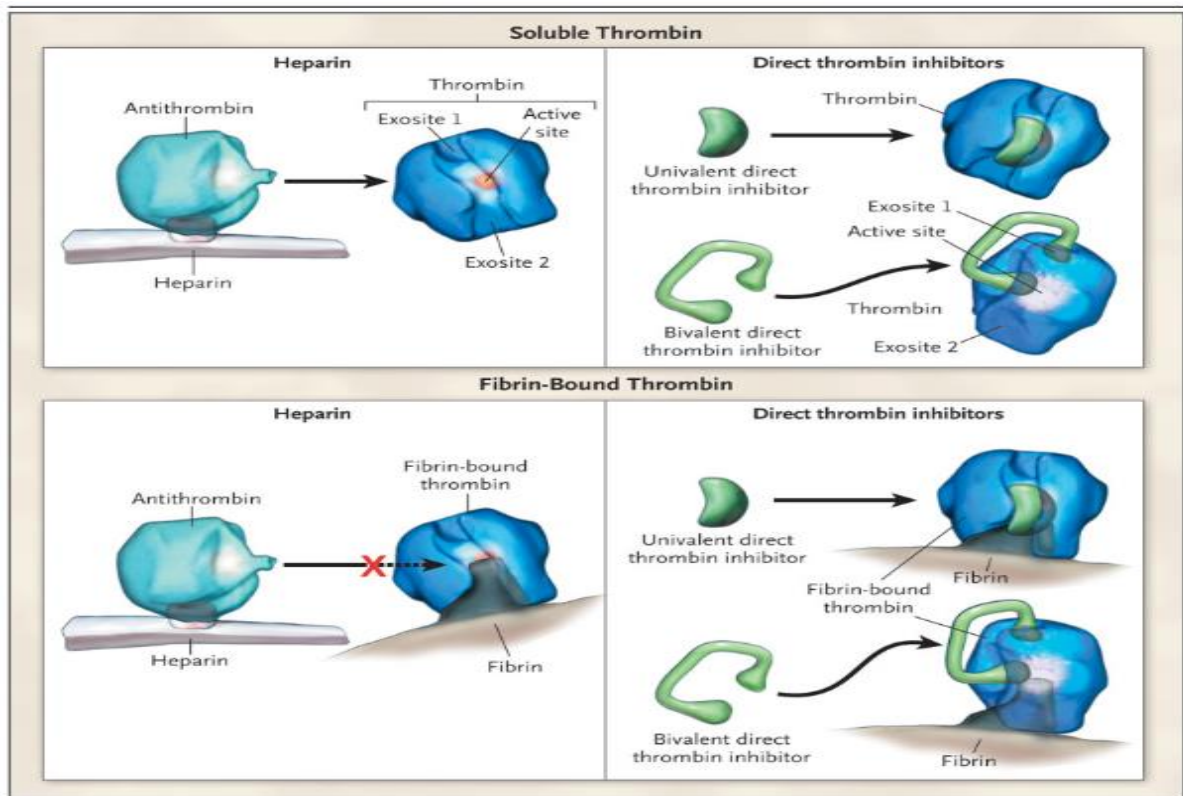 Soluble Thrombin
Heparin
Antithrombin
Thrombin
Exosite 1
Active
site
Exosite 2
Heparin
Direct thrombin inhibitors
Thrombin
Univalent direct
thrombin inhibitor
Exosite 1
Active site
Thrombin
Bivalent direct
thrombin inhibitor
Exosite 2
Fibrin-Bound Thrombin
Heparin
Fibrin-bound
thrombin
Antithrombin
X
Heparin
Fibrin
Direct thrombin inhibitors
Univalent direct
thrombin inhibitor
Fibrin
Fibrin-bound
thrombin
Bivalent direct
thrombin inhibitor
Fibrin